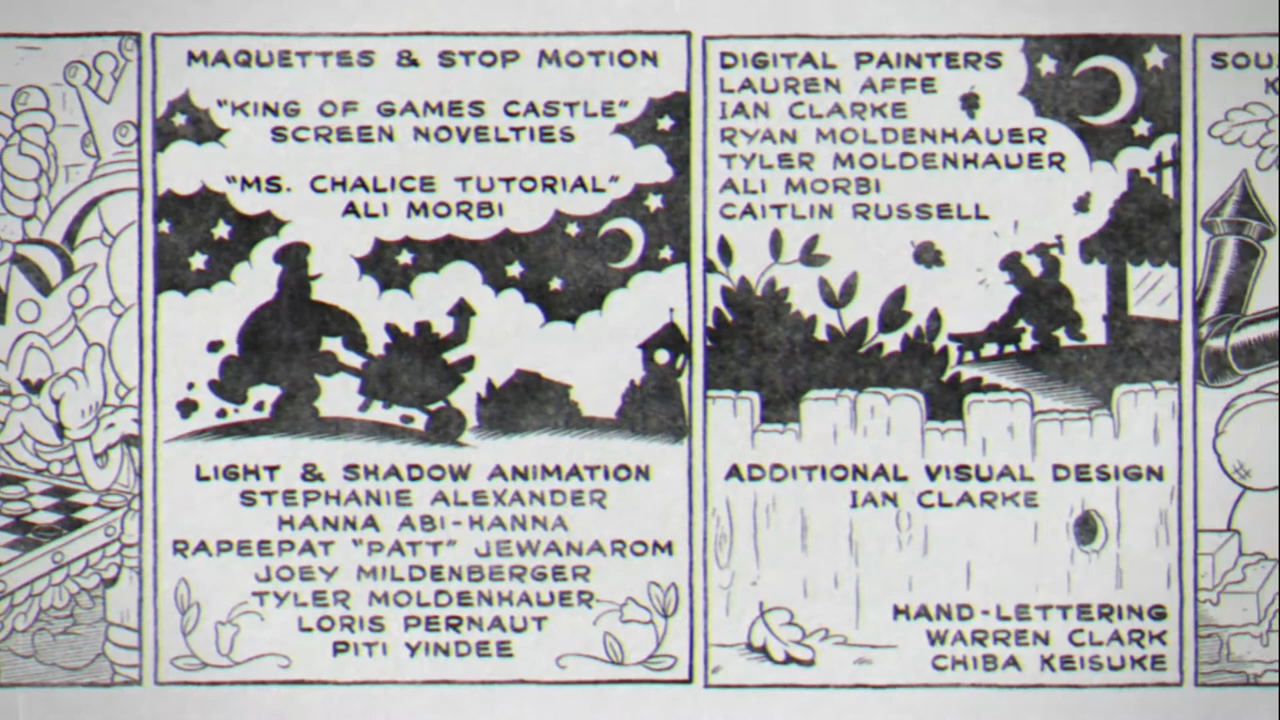 MAQUETTES & STOP MOTION
"KING OF GAMES CASTLE"
SCREEN NOVELTIES
"MS. CHALICE TUTORIAL"
ALI MORBI
LIGHT & SHADOW ANIMATION
STEPHANIE ALEXANDER
HANNA ABI-HANNA
RAPEEPAT "PATT" JEWANAROM
JOEY MILDENBERGER
TYLER MOLDENHAUER
LORIS PERNAUT
PITI YINDEE
DIGITAL PAINTERS
LAUREN AFFE
IAN CLARKE
RYAN MOLDENHAUER
TYLER MOLDENHAUER
ALI MORBI
CAITLIN RUSSELL
ADDITIONAL VISUAL DESIGN
IAN CLARKE
HAND-LETTERING
WARREN CLARK
CHIBA KEISUKE